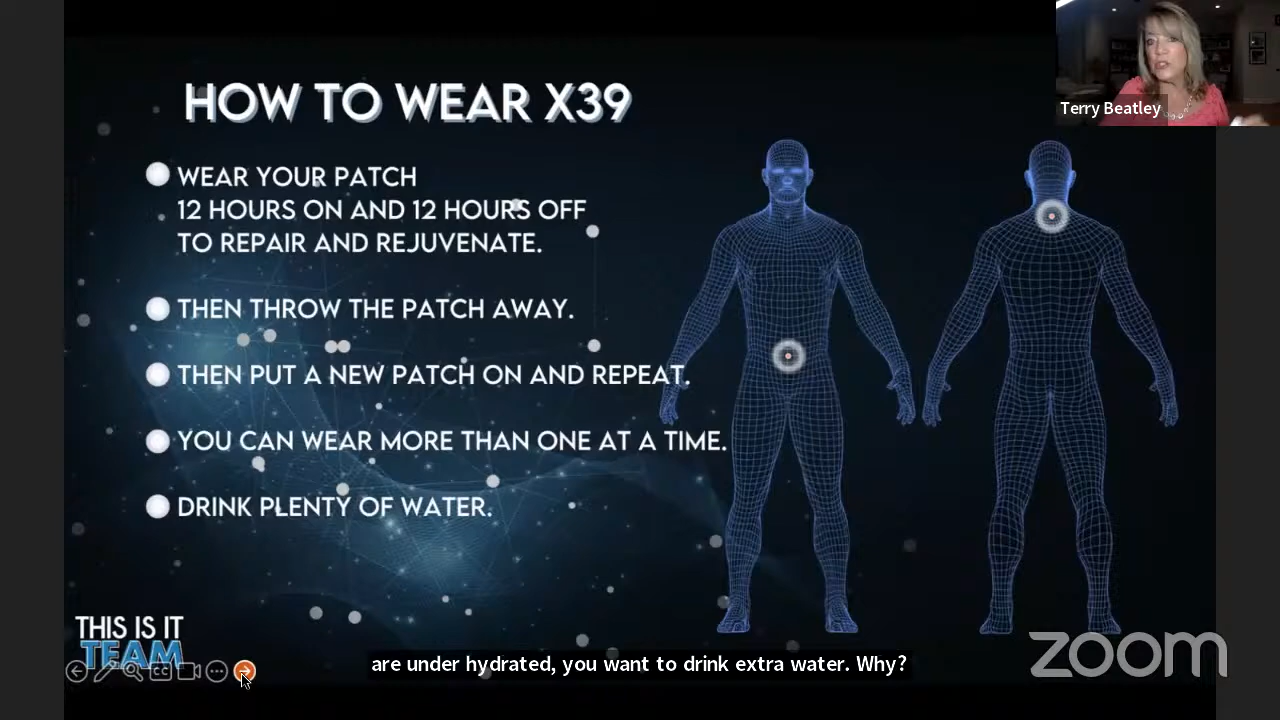 Terry Beatley
HOW TO WEAR X39
WEAR YOUR PATCH
12 HOURS ON AND 12 HOURS OFF
TO REPAIR AND REJUVENATE.
THEN THROW THE PATCH AWAY.
THEN PUT A NEW PATCH ON AND REPEAT.
YOU CAN WEAR MORE THAN ONE AT A TIME.
DRINK PLENTY OF WATER.
THIS IS IT
TEAM
CC
are under hydrated, you want to drink extra water. Why?
zoom